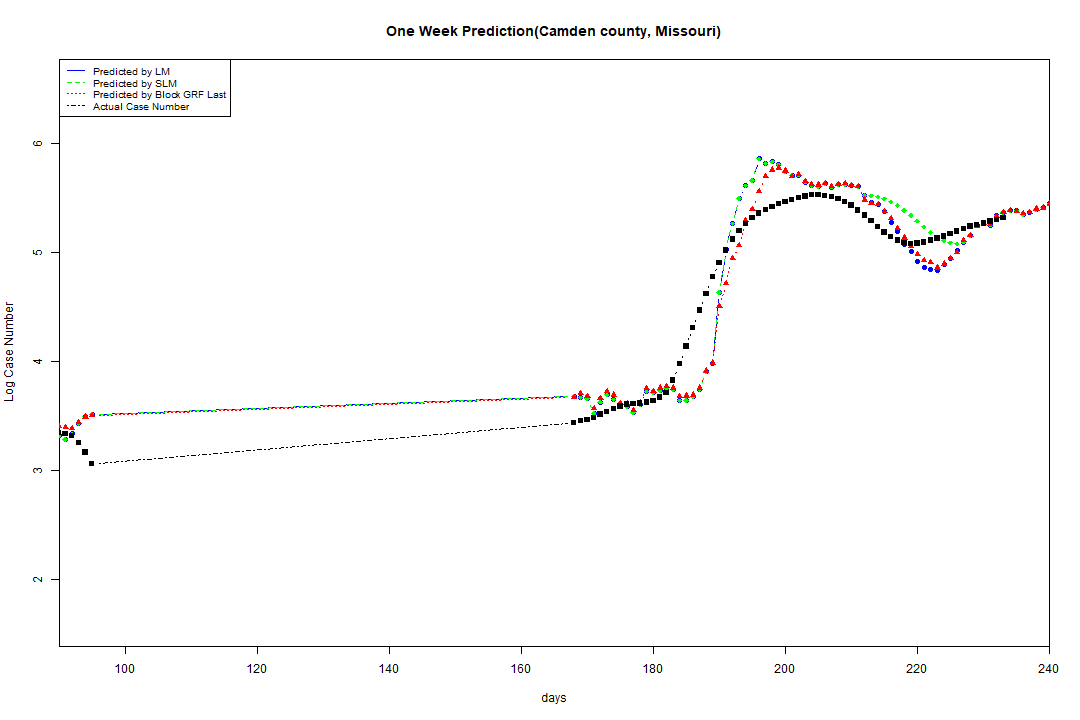 One Week Prediction(Camden county, Missouri)
Predicted by LM
Predicted by SLM
Predicted by Block GRF Last
Actual Case Number
6
5
4
3
2
Log Case Number
100 120 140 160 180 200 220 240
days